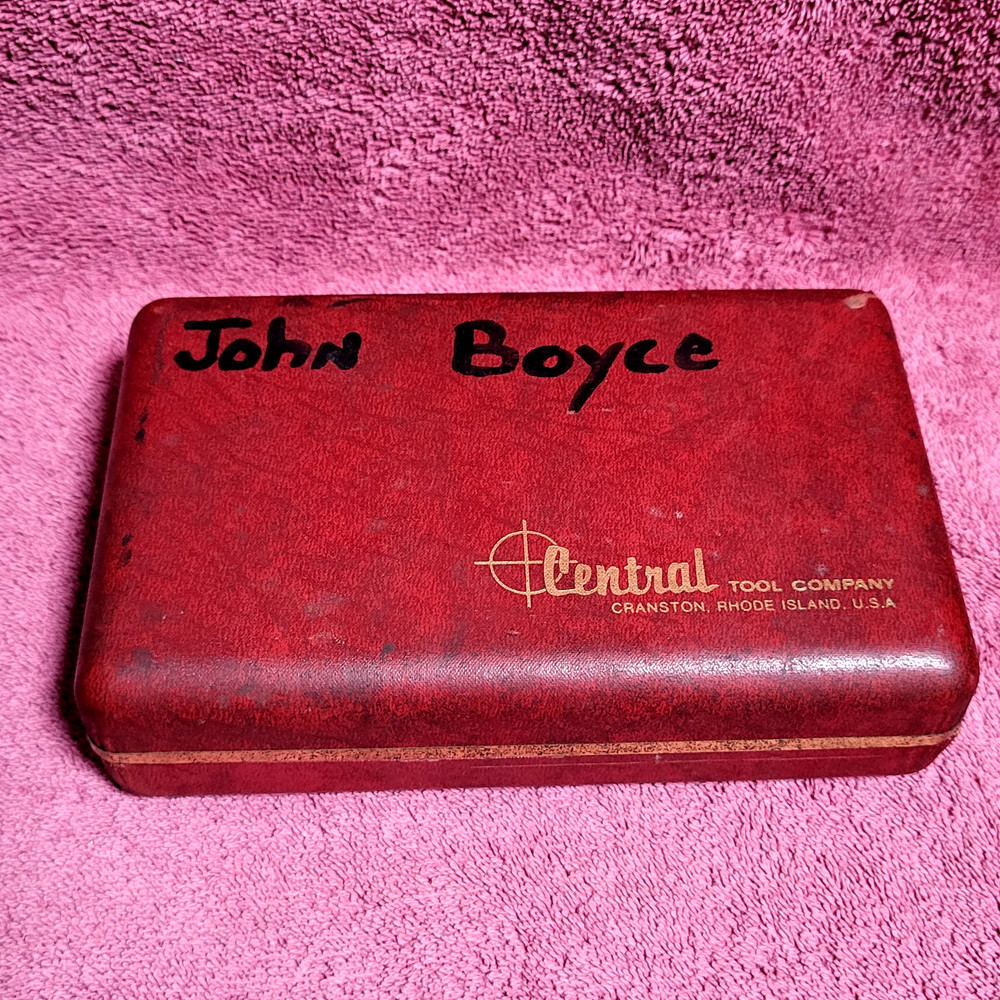 John Boyce
Central TOOL COMPANY
CRANSTON, RHODE ISLAND, U.S.A